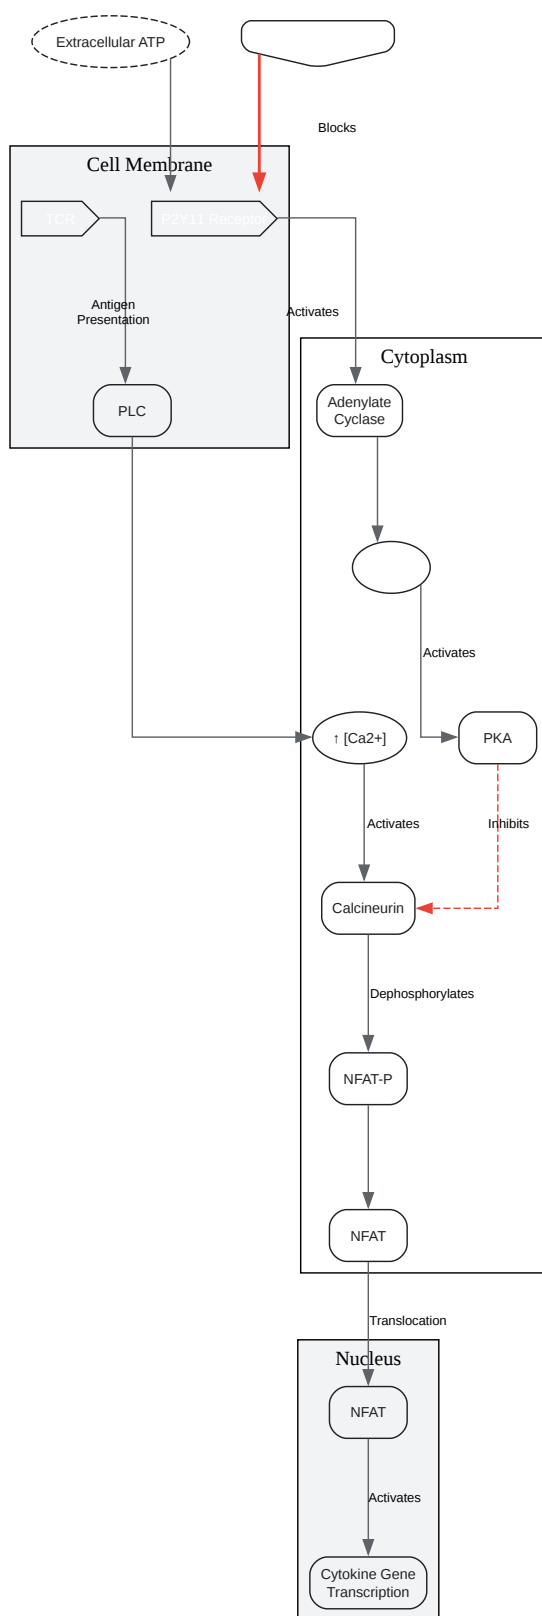 Extracellular ATP
Blocks
Cell Membrane
TCR
P2Y11 Receptor
Antigen
Presentation
Activates
Cytoplasm
PLC
Adenylate
Cyclase
Activates
↑ [Ca2+]
PKA
Activates
Inhibits
Calcineurin
Dephosphorylates
NFAT-P
NFAT
Translocation
Nucleus
NFAT
Activates
Cytokine Gene
Transcription